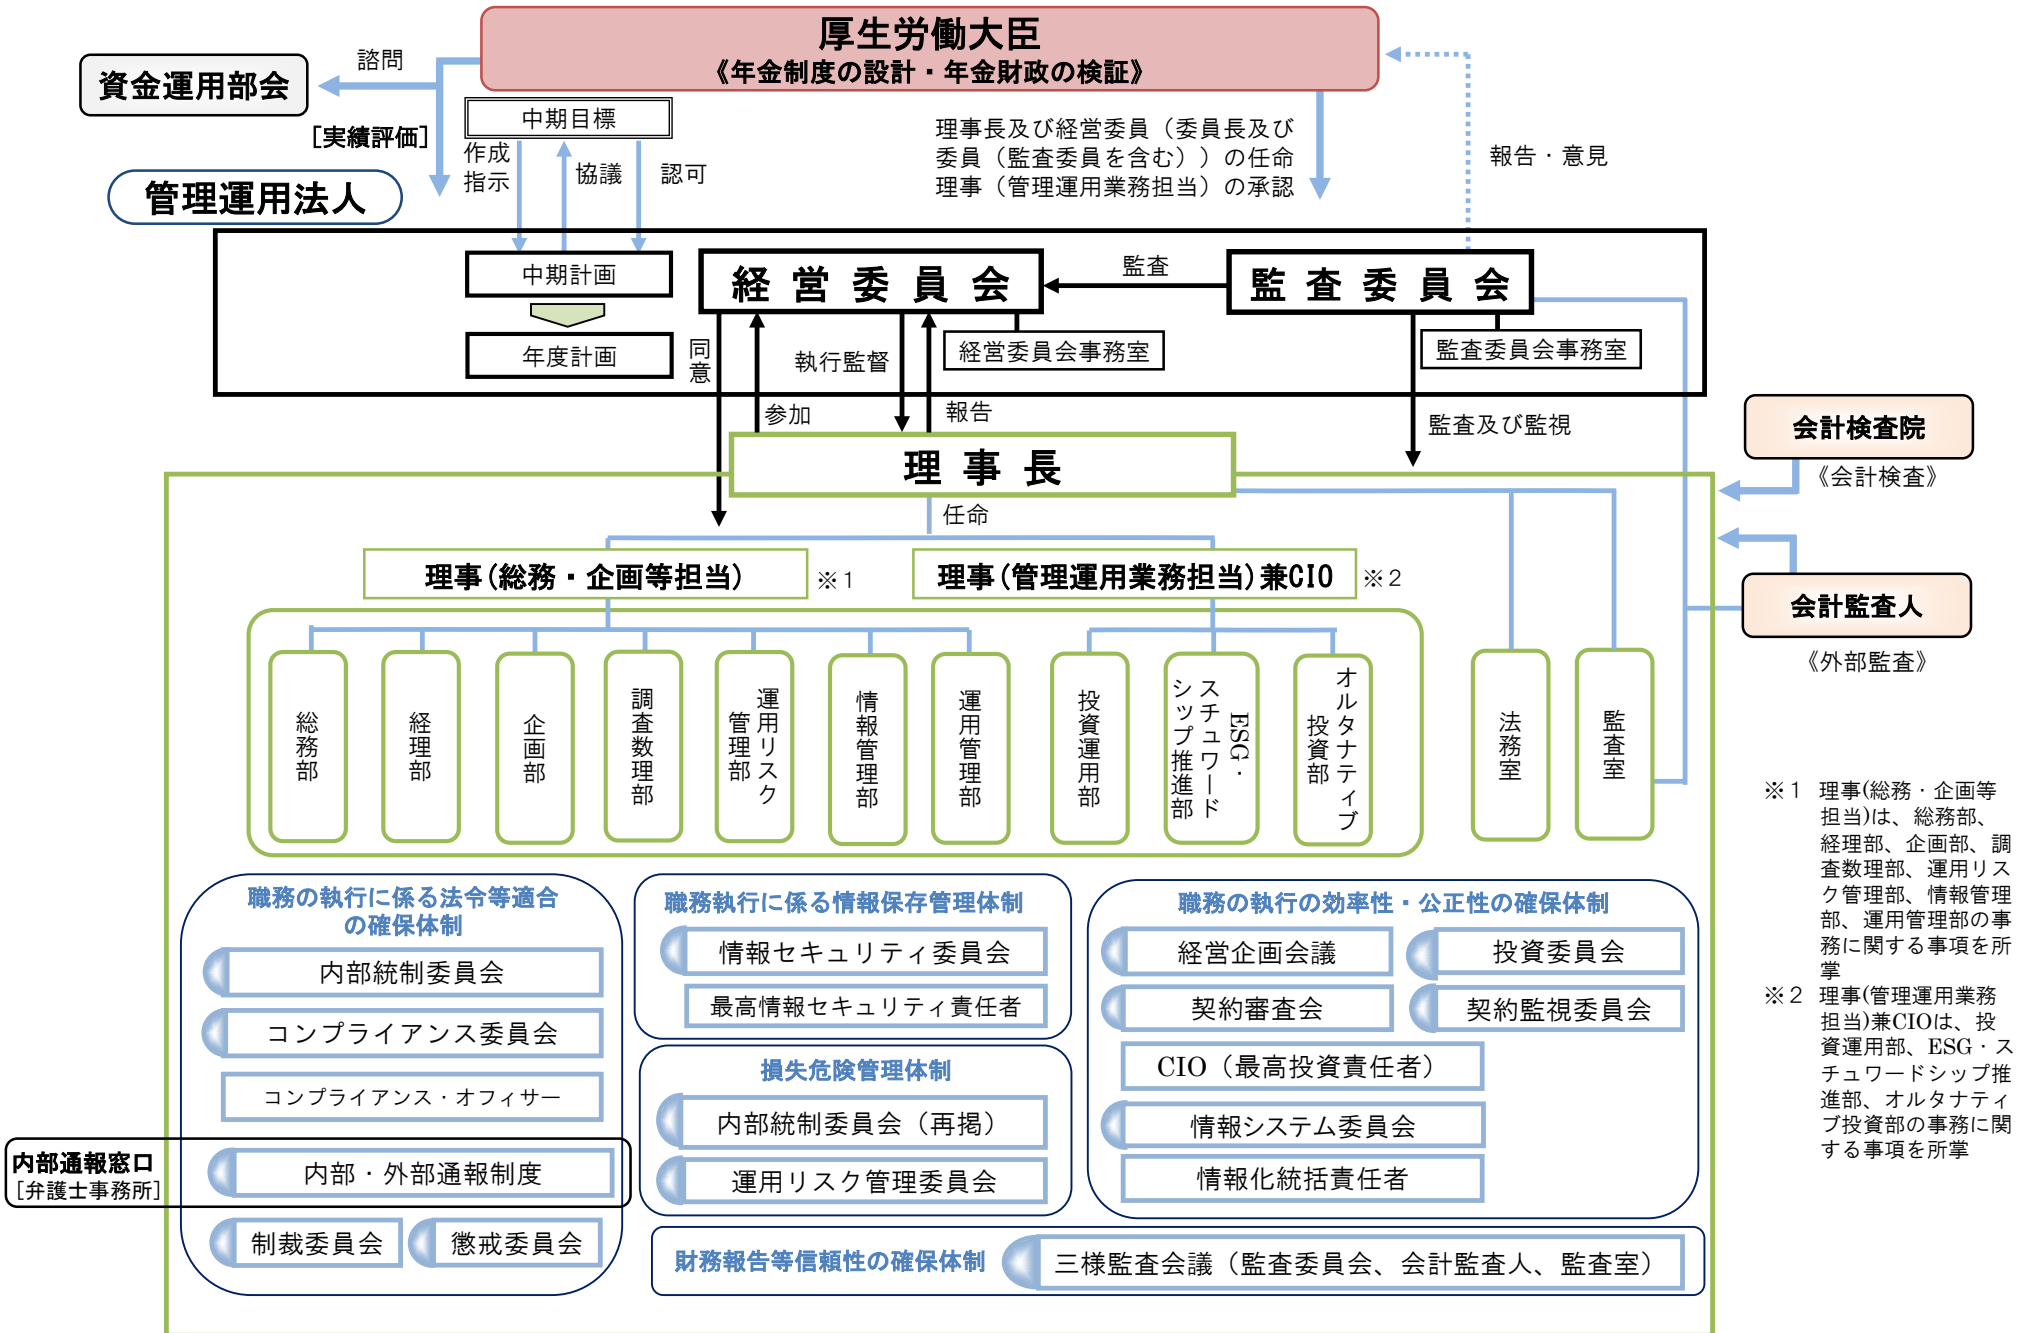 厚生労働大臣
《年金制度の設計・年金財政の検証》
諮問
資金運用部会
［実績評価］
管理運用法人
中期目標
作成
指示
協議
認可
理事長及び経営委員（委員長及び
委員（監査委員を含む））の任命
理事（管理運用業務担当）の承認
報告・意見
中期計画
年度計画
経営委員会
監査
監査委員会
経営委員会事務室
監査委員会事務室
同意
参加
執行監督
報告
監査及び監視
理事長
任命
会計検査院
《会計検査》
会計監査人
《外部監査》
理事（総務・企画等担当）
※１
理事（管理運用業務担当）兼CIO
※２
総務部
経理部
企画部
調査数理部
運用リスク
管理部
情報管理部
運用管理部
投資運用部
ESG・
スチュワード
シップ推進部
オルタナティブ
投資部
法務室
監査室
※１　理事(総務・企画等
担当)は、総務部、
経理部、企画部、調
査数理部、運用リス
ク管理部、情報管理
部、運用管理部の事
務に関する事項を所
掌
※２　理事(管理運用業務
担当)兼CIOは、投
資運用部、ESG・ス
チュワードシップ推
進部、オルタナティ
ブ投資部の事務に関
する事項を所掌
職務の執行に係る法令等適合
の確保体制
内部統制委員会
コンプライアンス委員会
コンプライアンス・オフィサー
内部通報窓口
［弁護士事務所］
内部・外部通報制度
制裁委員会
懲戒委員会
職務執行に係る情報保存管理体制
情報セキュリティ委員会
最高情報セキュリティ責任者
損失危険管理体制
内部統制委員会（再掲）
運用リスク管理委員会
職務の執行の効率性・公正性の確保体制
経営企画会議
投資委員会
契約審査会
契約監視委員会
CIO（最高投資責任者）
情報システム委員会
情報化統括責任者
財務報告等信頼性の確保体制
三様監査会議（監査委員会、会計監査人、監査室）